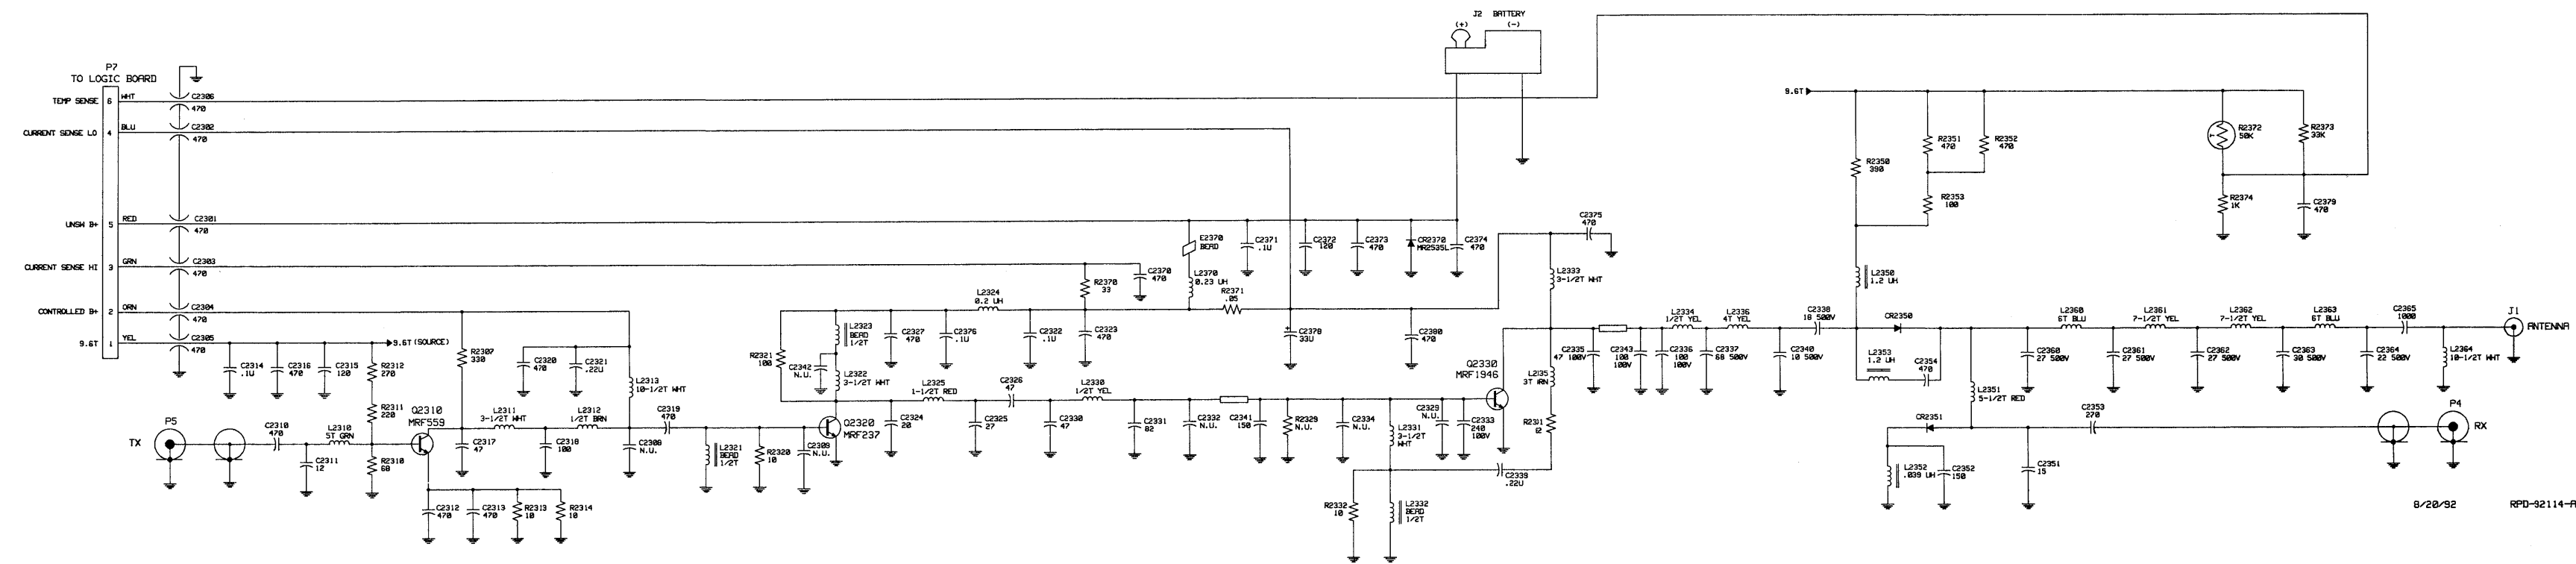 J2 BATTERY
(+)
(-)
P7
TO LOGIC BOARD
TEMP SENSE 6 WHT
C2306
470
CURRENT SENSE LO 4 BLU
C2302
470
UNSW B+ 5 RED
C2301
470
CURRENT SENSE HI 3 GRN
C2303
470
CONTROLLED B+ 2 ORN
C2304
470
9.6T 1 YEL
C2305
470
9.6T (SOURCE)
C2314
.1U
C2316
470
C2315
120
R2312
270
R2311
220
R2310
68
P5
TX
C2310
470
C2311
12
L2310
5T GRN
Q2310
MRF559
R2307
330
C2317
47
L2311
3-1/2T WHT
C2318
100
L2312
1/2T BRN
C2320
470
C2321
.22U
L2313
10-1/2T WHT
C2308
N.U.
C2319
470
C2312
470
C2313
470
R2313
10
R2314
10
L2321
BEAD
1/2T
R2320
10
C2309
N.U.
Q2320
MRF237
R2321
100
L2323
BEAD
1/2T
C2342
N.U.
L2322
3-1/2T WHT
C2327
470
C2376
.1U
L2324
0.2 UH
C2322
.1U
R2370
33
C2323
470
C2370
470
C2324
20
L2325
1-1/2T RED
C2325
27
C2326
47
C2330
47
L2330
1/2T YEL
C2331
82
C2332
N.U.
C2341
150
R2329
N.U.
C2334
N.U.
E2370
BEAD
L2370
0.23 UH
R2371
.05
C2371
.1U
C2372
120
C2373
470
CR2370
MR2535L
C2374
470
C2378
33U
C2380
470
L2331
3-1/2T
WHT
C2329
N.U.
C2333
240
100V
Q2330
MRF1946
R2332
10
L2332
BEAD
1/2T
C2339
.22U
C2375
470
L2333
3-1/2T WHT
3T
12
C2335
47 100V
C2343
100
100V
C2336
100
100V
L2334
1/2T YEL
C2337
68 500V
L2336
4T YEL
C2340
10 500V
C2338
18 500V
9.6T
R2350
390
R2351
470
R2352
470
R2353
100
L2350
1.2 UH
CR2350
L2353
1.2 UH
C2354
470
L2351
5-1/2T RED
CR2351
L2352
.039 UH
C2352
150
C2351
15
C2353
270
R2372
50K
R2373
33K
R2374
1K
C2379
470
C2360
27 500V
L2360
6T BLU
C2361
27 500V
L2361
7-1/2T YEL
C2362
27 500V
L2362
7-1/2T YEL
C2363
30 500V
L2363
6T BLU
C2364
22 500V
C2365
1000
L2364
10-1/2T WHT
J1
ANTENNA
P4
RX
8/20/92
RPD-92114-A